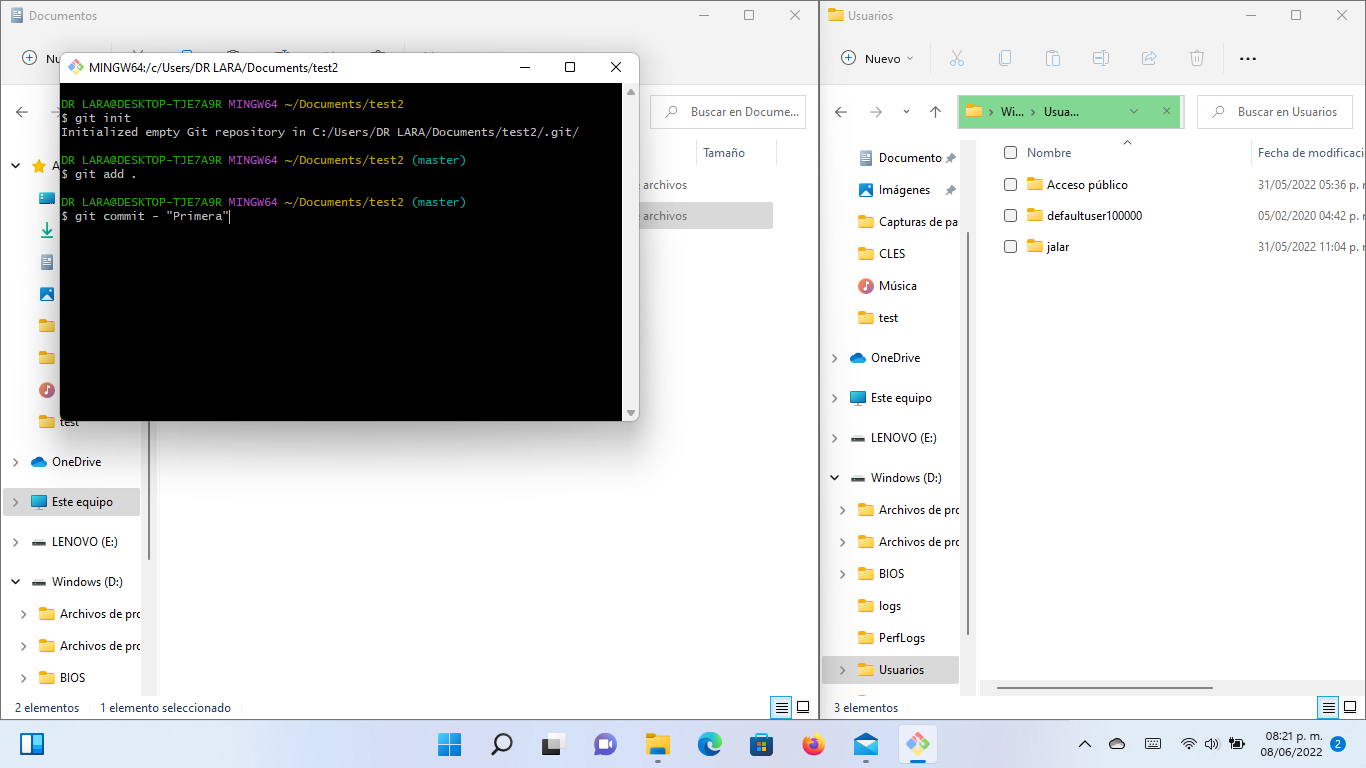 Documentos
Nu
MINGW64:/c/Users/DR LARA/Documents/test2
DR LARA@DESKTOP-TJE7A9R MINGW64 ~/Documents/test2
$ git init
Initialized empty Git repository in C:/Users/DR LARA/Documents/test2/.git/
DR LARA@DESKTOP-TJE7A9R MINGW64 ~/Documents/test2 (master)
$ git add .
DR LARA@DESKTOP-TJE7A9R MINGW64 ~/Documents/test2 (master)
$ git commit - "Primera"
Buscar en Docume...
Tamaño
archivos
archivos
A
test
OneDrive
Este equipo
LENOVO (E:)
Windows (D:)
Archivos de pro
Archivos de pro
BIOS
2 elementos
1 elemento seleccionado
Usuarios
Nuevo
Wi... Usua...
Buscar en Usuarios
Nombre
Fecha de modificaci
Acceso público
31/05/2022 05:36 p. r
defaultuser100000
05/02/2020 04:42 p. r
jalar
31/05/2022 11:04 p. r
Documento
Imágenes
Capturas de pa
CLES
Música
test
OneDrive
Este equipo
LENOVO (E:)
Windows (D:)
Archivos de pro
Archivos de pro
BIOS
logs
PerfLogs
Usuarios
3 elementos
08:21 p. m.
08/06/2022
2